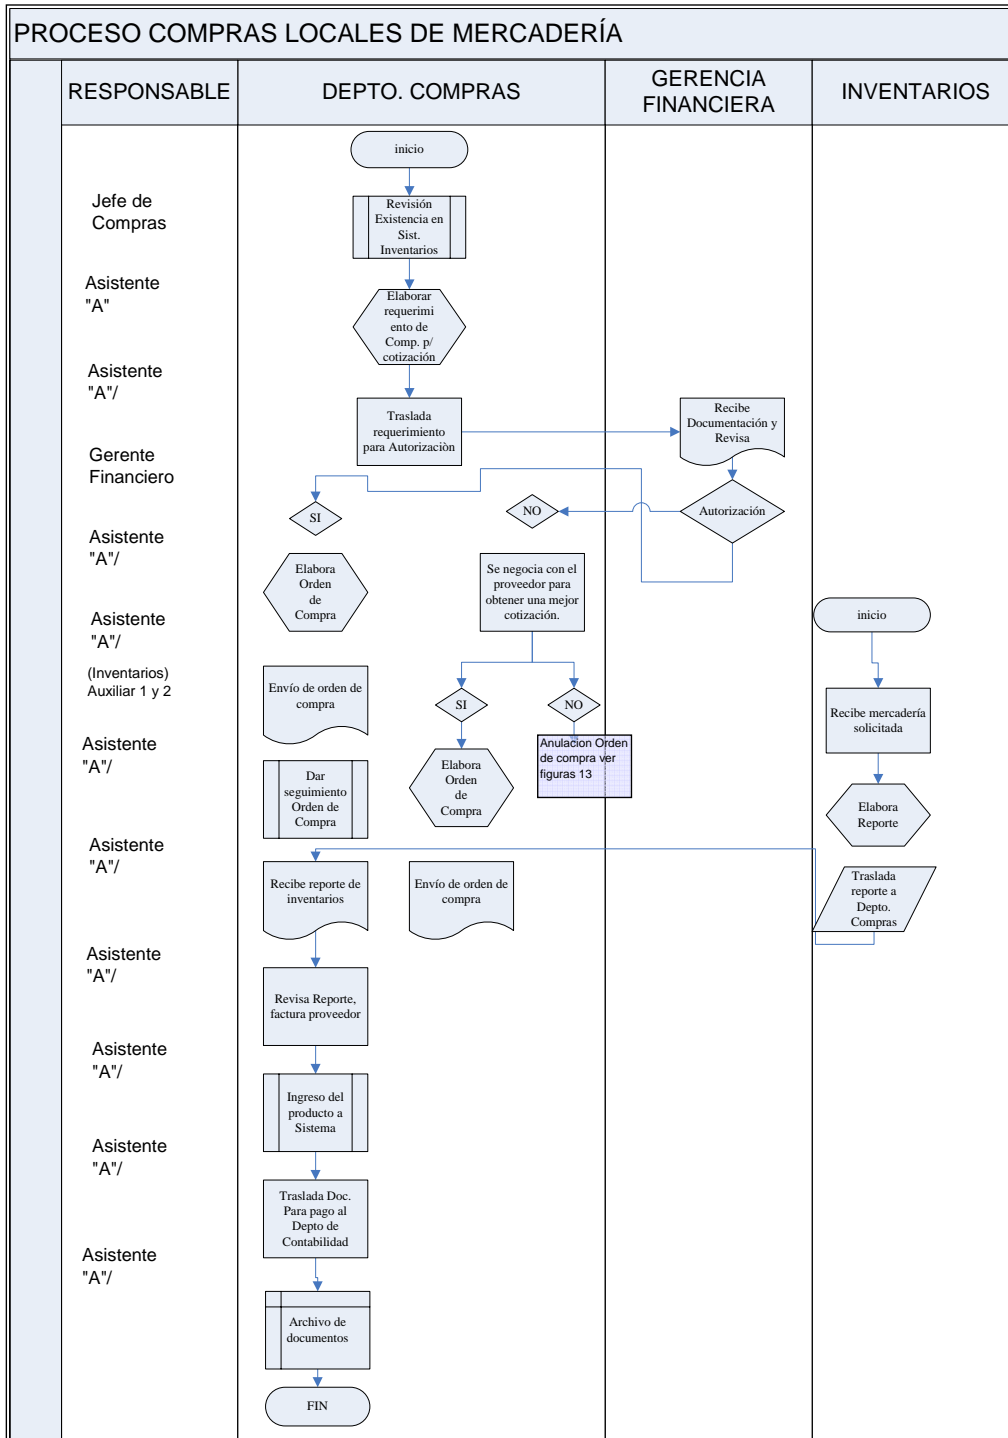 PROCESO COMPRAS LOCALES DE MERCADERÍA
RESPONSABLE
DEPTO. COMPRAS
GERENCIA
FINANCIERA
INVENTARIOS
inicio
Jefe de
Compras
Revisión
Existencia en
Sist.
Inventarios
Asistente
"A"
Elaborar
requerimi
ento de
Comp. p/
cotización
Asistente
"A"/
Traslada
requerimiento
para Autorizaciòn
Recibe
Documentación y
Revisa
Gerente
Financiero
SI
NO
Autorización
Asistente
"A"/
Elabora
Orden
de
Compra
Se negocia con el
proveedor para
obtener una mejor
cotización.
Asistente
"A"/
inicio
(Inventarios)
Auxiliar 1 y 2
Envío de orden de
compra
SI
NO
Recibe mercadería
solicitada
Asistente
"A"/
Dar
seguimiento
Orden de
Compra
Elabora
Orden
de
Compra
Anulacion Orden
de compra ver
figuras 13
Elabora
Reporte
Asistente
"A"/
Recibe reporte de
inventarios
Envío de orden de
compra
Traslada
reporte a
Depto.
Compras
Asistente
"A"/
Revisa Reporte,
factura proveedor
Asistente
"A"/
Ingreso del
producto a
Sistema
Asistente
"A"/
Traslada Doc.
Para pago al
Depto de
Contabilidad
Asistente
"A"/
Archivo de
documentos
FIN